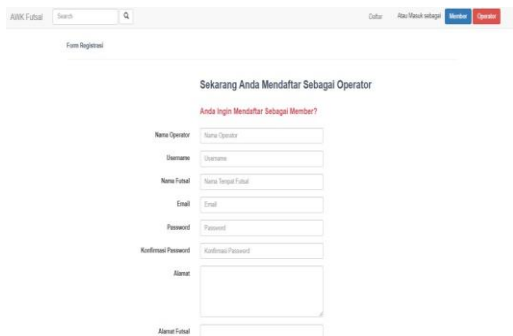 AWK Futsal Search Daftar Atau Masuk sebagai Member Operator
Form Registrasi
Sekarang Anda Mendaftar Sebagai Operator
Anda Ingin Mendaftar Sebagai Member?
Nama Operator Nama Operator
Username Username
Nama Futsal Nama Tempat Futsal
Email Email
Password Password
Konfirmasi Password Konfirmasi Password
Alamat
Alamat Futsal